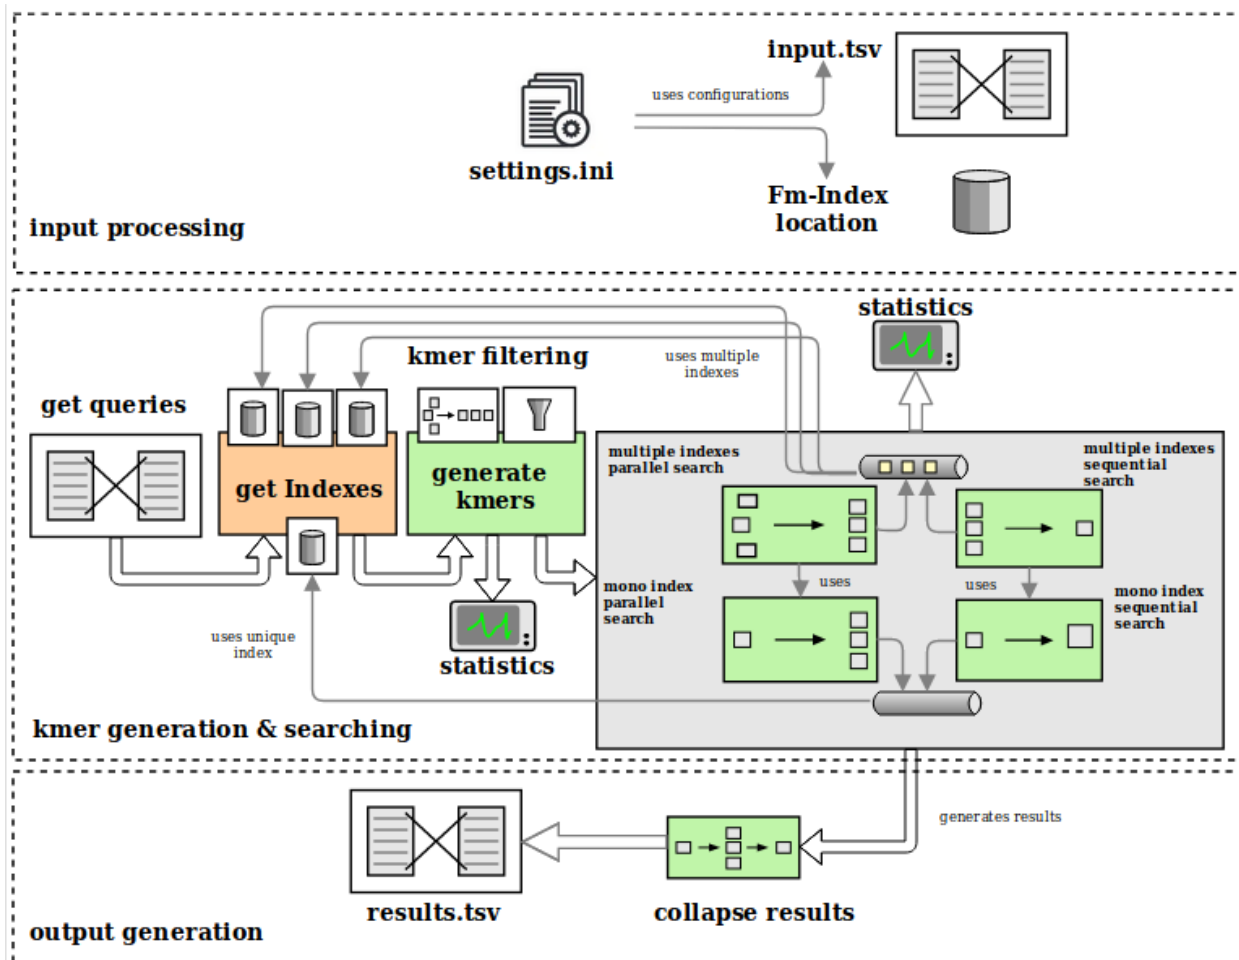 input.tsv
uses configurations
settings.ini
Fm-Index
location
input processing
statistics
kmer filtering
uses multiple
indexes
get queries
get Indexes
generate
kmers
multiple indexes
parallel search
multiple indexes
sequential
search
uses
uses
mono index
parallel
search
mono index
sequential
search
uses unique
index
statistics
kmer generation & searching
generates results
results.tsv
collapse results
output generation